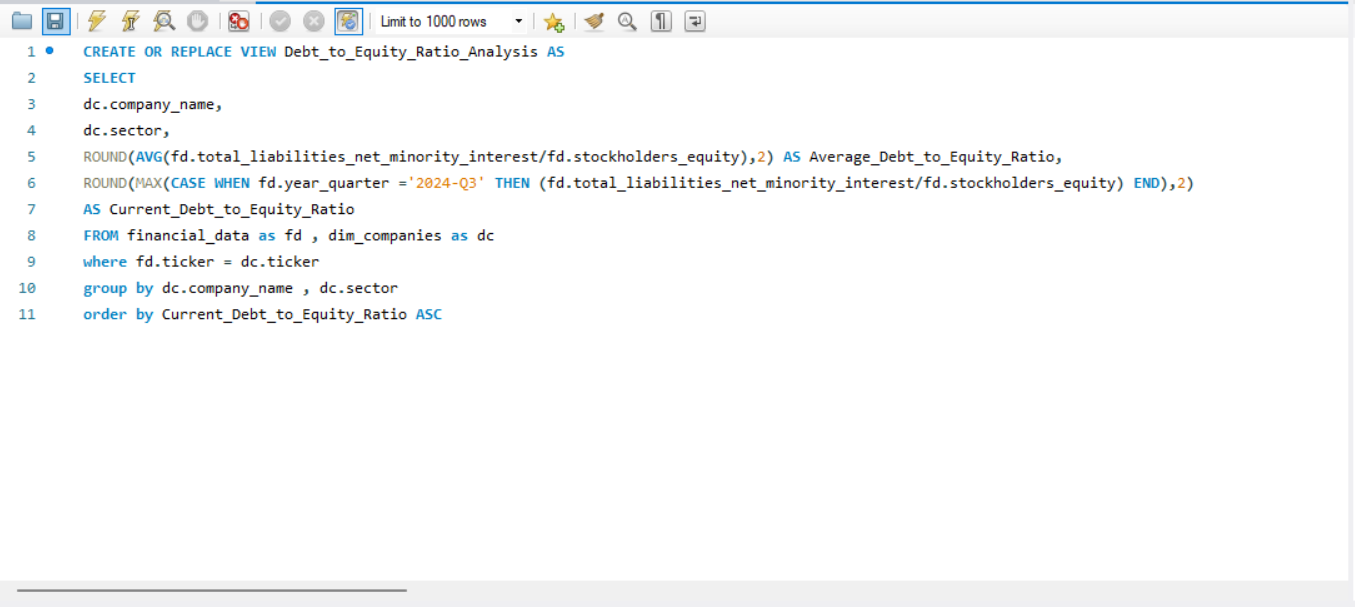 Limit to 1000 rows
1 CREATE OR REPLACE VIEW Debt_to_Equity_Ratio_Analysis AS
2 SELECT
3 dc.company_name,
4 dc.sector,
5 ROUND(AVG(fd.total_liabilities_net_minority_interest/fd.stockholders_equity),2) AS Average_Debt_to_Equity_Ratio,
6 ROUND(MAX(CASE WHEN fd.year_quarter ='2024-Q3' THEN (fd.total_liabilities_net_minority_interest/fd.stockholders_equity) END),2)
7 AS Current_Debt_to_Equity_Ratio
8 FROM financial_data as fd , dim_companies as dc
9 where fd.ticker = dc.ticker
10 group by dc.company_name , dc.sector
11 order by Current_Debt_to_Equity_Ratio ASC